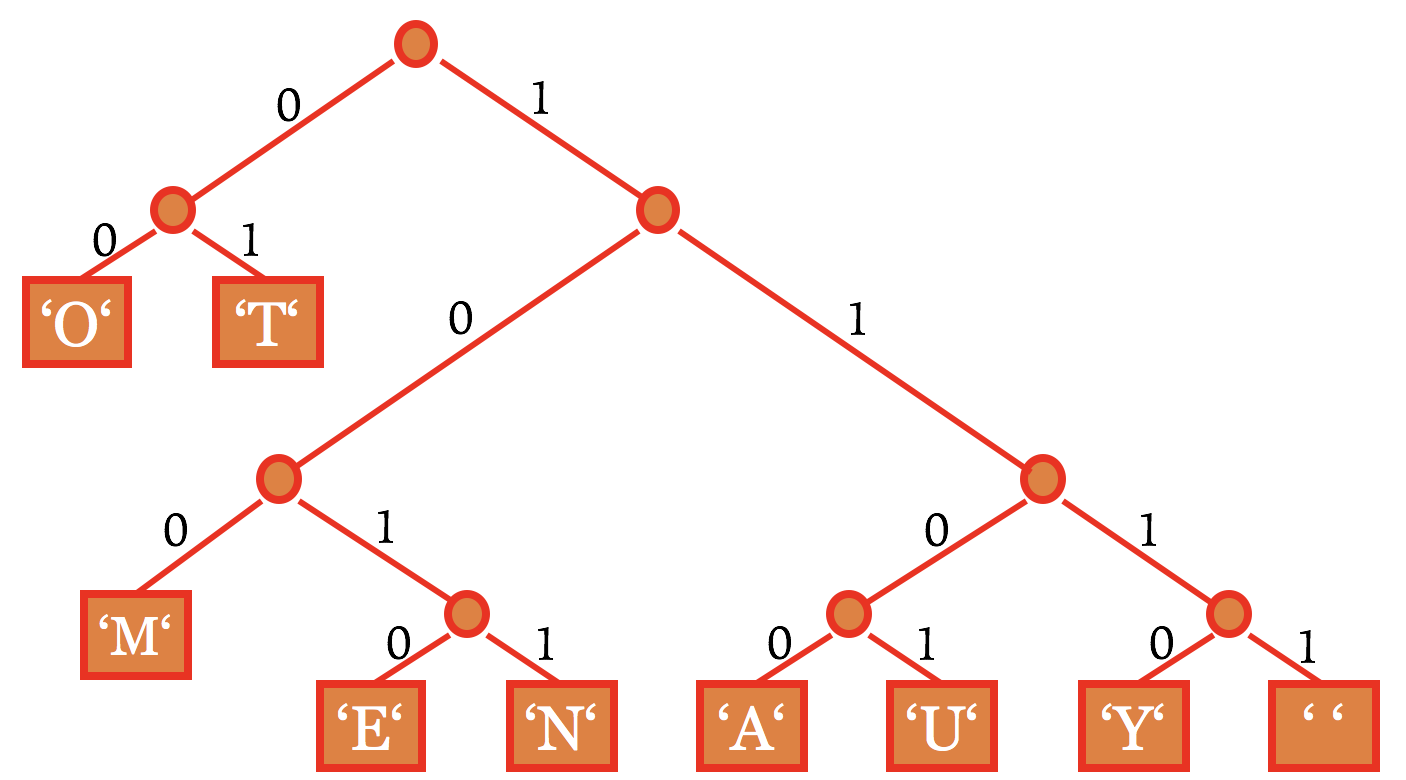 0 1
0 1
‘O‘ ‘T‘
0 1
0 1 0 1
‘M‘
0 1 0 1 0 1
‘E‘ ‘N‘ ‘A‘ ‘U‘ ‘Y‘ ‘ ‘